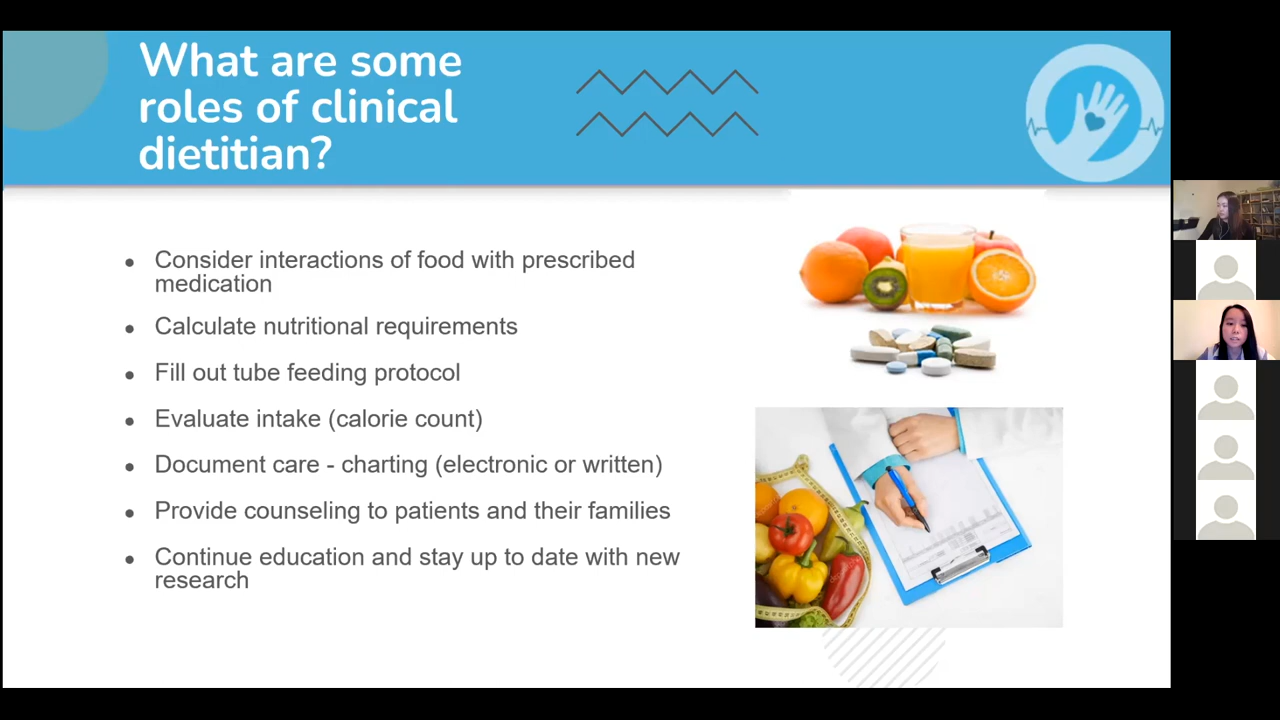 What are some
roles of clinical
dietitian?
Consider interactions of food with prescribed
medication
Calculate nutritional requirements
Fill out tube feeding protocol
Evaluate intake (calorie count)
Document care - charting (electronic or written)
Provide counseling to patients and their families
Continue education and stay up to date with new
research